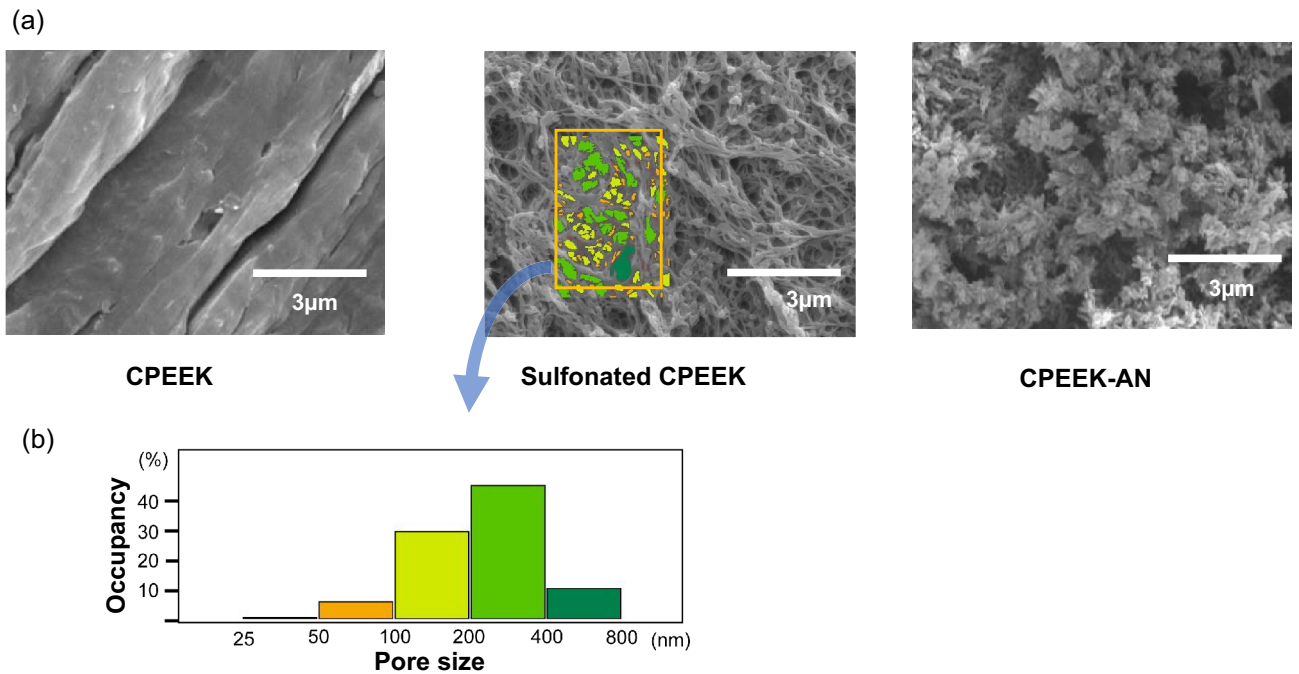 (a)
3μm
3μm
3μm
CPEEK
Sulfonated CPEEK
CPEEK-AN
(b)
(%)
Occupancy
40
30
20
10
25 50 100 200 400 800 (nm)
Pore size